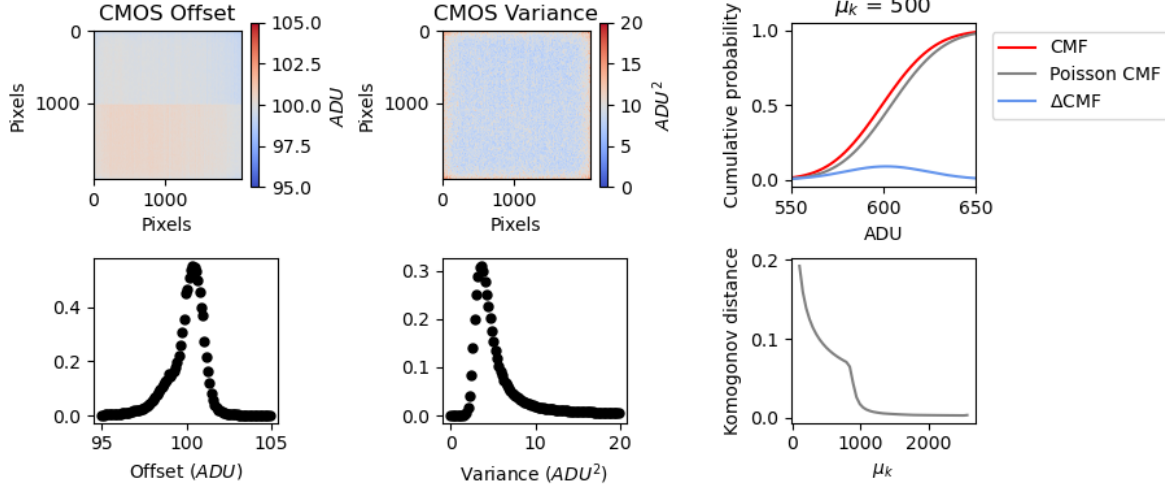 CMOS Offset
0
1000
Pixels
0
1000
Pixels
105.0
102.5
100.0
97.5
95.0
ADU
CMOS Variance
0
1000
Pixels
0
1000
Pixels
20
15
10
5
0
ADU²
μₖ = 500
Cumulative probability
1.0
0.5
0.0
550
600
650
ADU
CMF
Poisson CMF
ΔCMF
0.4
0.2
0.0
95
100
105
Offset (ADU)
0.3
0.2
0.1
0.0
0
10
20
Variance (ADU²)
Komogonov distance
0.2
0.1
0.0
0
1000
2000
μₖ